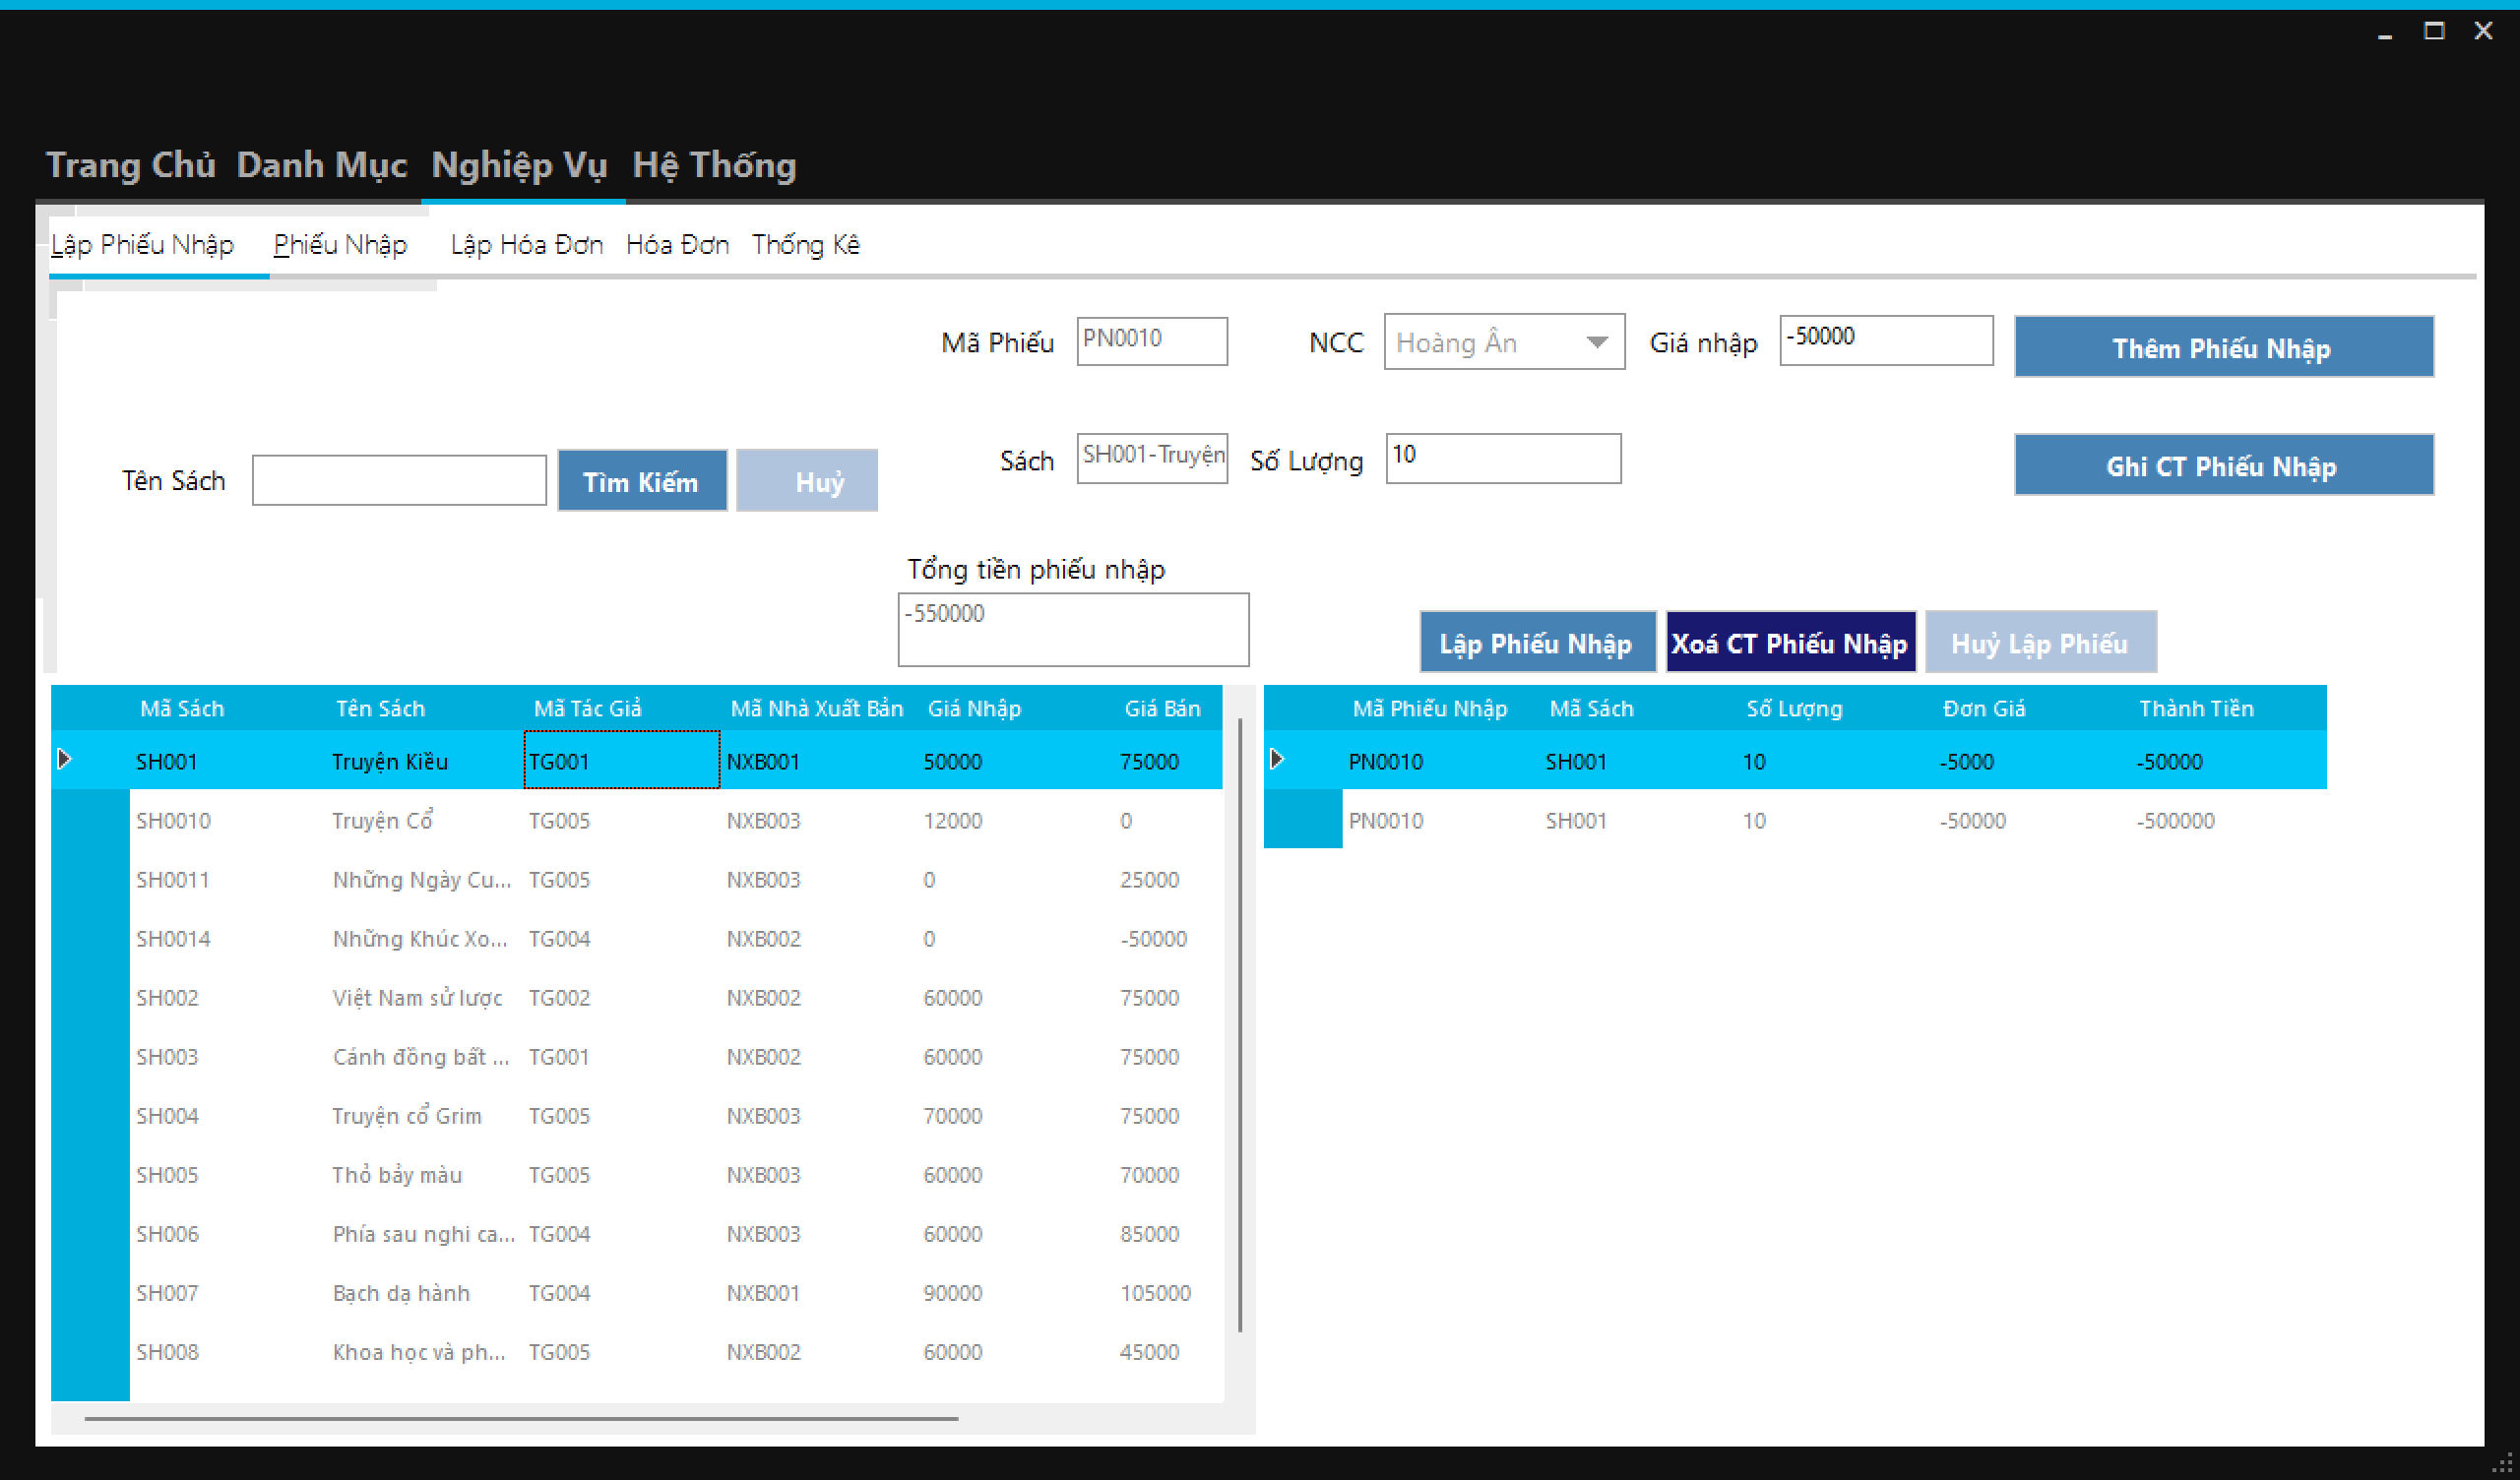 Trang Chủ Danh Mục Nghiệp Vụ Hệ Thống
Lập Phiếu Nhập Phiếu Nhập Lập Hóa Đơn Hóa Đơn Thống Kê
Mã Phiếu PN0010 NCC Hoàng Ân Giá nhập -50000 Thêm Phiếu Nhập
Tên Sách Tìm Kiếm Huỷ
Sách SH001-Truyện Số Lượng 10 Ghi CT Phiếu Nhập
Tổng tiền phiếu nhập
-550000
Lập Phiếu Nhập Xoá CT Phiếu Nhập Huỷ Lập Phiếu
Mã Sách Tên Sách Mã Tác Giả Mã Nhà Xuất Bản Giá Nhập Giá Bán
SH001 Truyện Kiều TG001 NXB001 50000 75000
SH0010 Truyện Cổ TG005 NXB003 12000 0
SH0011 Những Ngày Cu... TG005 NXB003 0 25000
SH0014 Những Khúc Xo... TG004 NXB002 0 -50000
SH002 Việt Nam sử lược TG002 NXB002 60000 75000
SH003 Cánh đồng bất ... TG001 NXB002 60000 75000
SH004 Truyện cổ Grim TG005 NXB003 70000 75000
SH005 Thỏ bẩy màu TG005 NXB003 60000 70000
SH006 Phía sau nghi ca... TG004 NXB003 60000 85000
SH007 Bạch dạ hành TG004 NXB001 90000 105000
SH008 Khoa học và ph... TG005 NXB002 60000 45000
Mã Phiếu Nhập Mã Sách Số Lượng Đơn Giá Thành Tiền
PN0010 SH001 10 -5000 -50000
PN0010 SH001 10 -50000 -500000